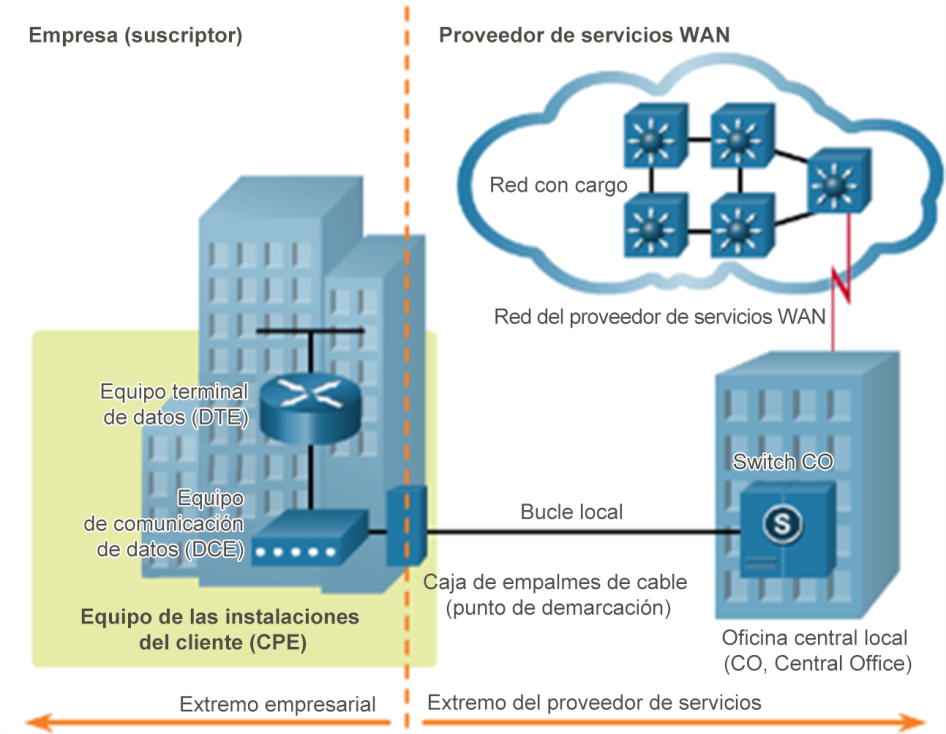 Empresa (suscriptor)
Proveedor de servicios WAN
Red con cargo
Red del proveedor de servicios WAN
Equipo terminal
de datos (DTE)
Switch CO
Equipo
de comunicación
de datos (DCE)
Bucle local
S
Caja de empalmes de cable
(punto de demarcación)
Equipo de las instalaciones
del cliente (CPE)
Oficina central local
(CO, Central Office)
Extremo empresarial
Extremo del proveedor de servicios